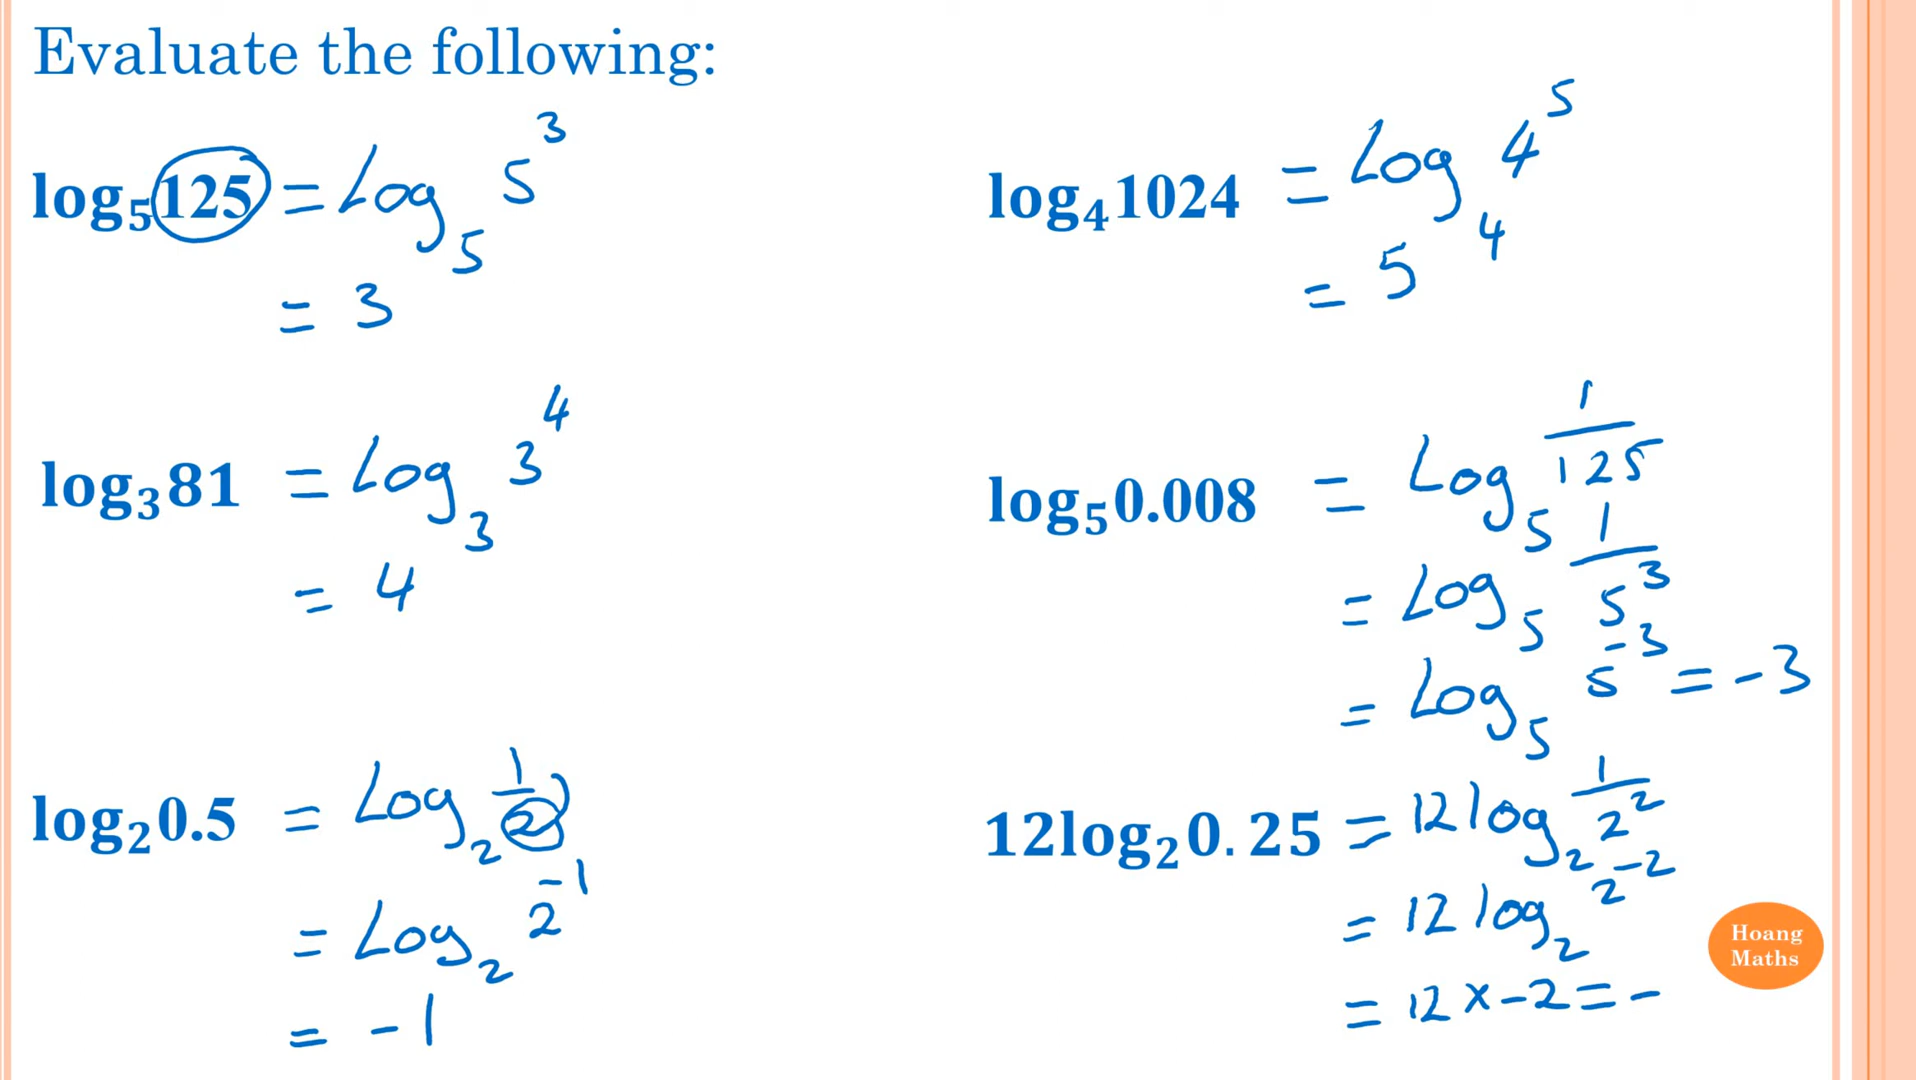 Evaluate the following:
log₅125 = Log₅ 5³
= 3
log₃81 = Log₃ 3⁴
= 4
log₂0.5 = Log₂ 1/2
= Log₂ 2⁻¹
= -1
log₄1024 = Log₄ 4⁵
= 5
log₅0.008 = Log₅ 1/125
= Log₅ 1/5³
= Log₅ 5⁻³ = -3
12log₂0.25 = 12log₂ 1/2²
= 12log₂ 2⁻²
= 12 x -2 = -
Hoang
Maths